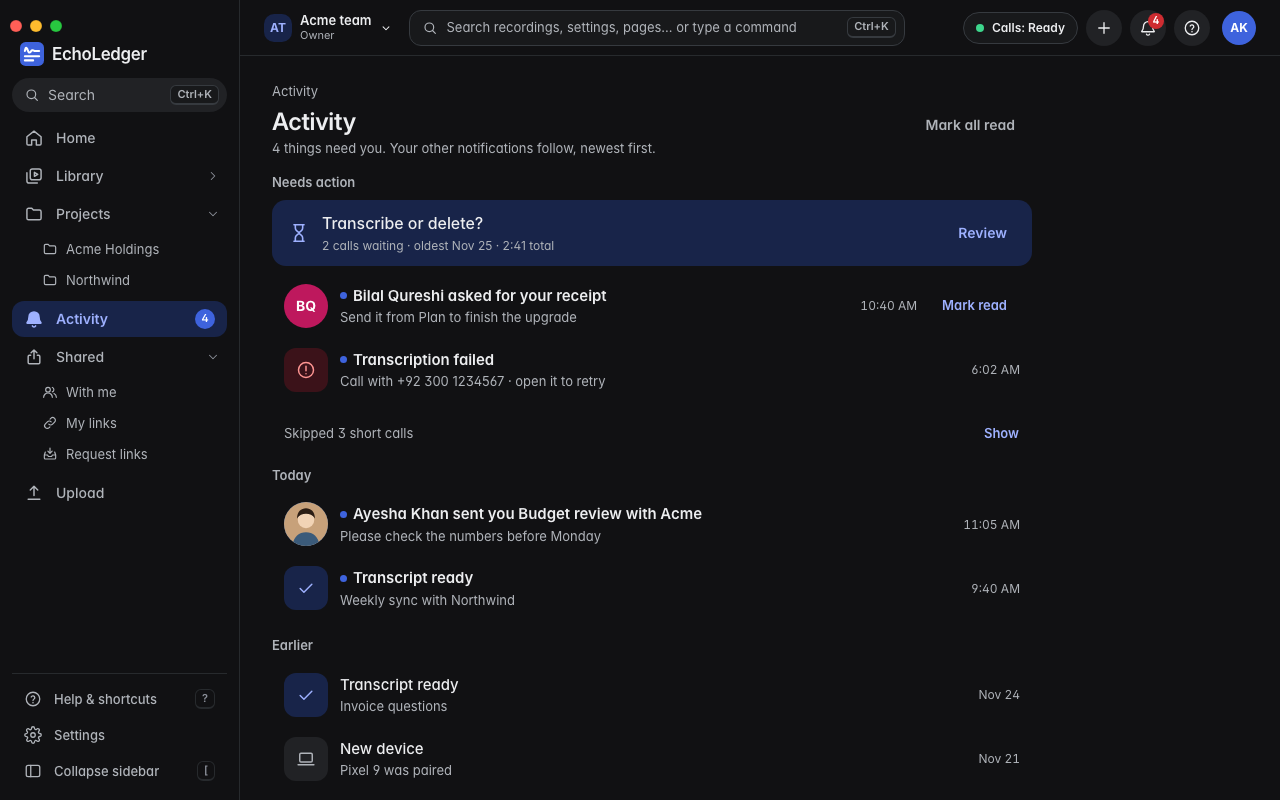 EchoLedger
Search Ctrl+K
Home
Library
Projects
Acme Holdings
Northwind
Activity 4
Shared
With me
My links
Request links
Upload
Help & shortcuts ?
Settings
Collapse sidebar [
AT Acme team
Owner
Search recordings, settings, pages... or type a command Ctrl+K
Calls: Ready
4
AK
Activity
Activity
Mark all read
4 things need you. Your other notifications follow, newest first.
Needs action
Transcribe or delete?
2 calls waiting · oldest Nov 25 · 2:41 total
Review
BQ
Bilal Qureshi asked for your receipt
Send it from Plan to finish the upgrade
10:40 AM Mark read
Transcription failed
Call with +92 300 1234567 · open it to retry
6:02 AM
Skipped 3 short calls Show
Today
Ayesha Khan sent you Budget review with Acme
Please check the numbers before Monday
11:05 AM
Transcript ready
Weekly sync with Northwind
9:40 AM
Earlier
Transcript ready
Invoice questions
Nov 24
New device
Pixel 9 was paired
Nov 21